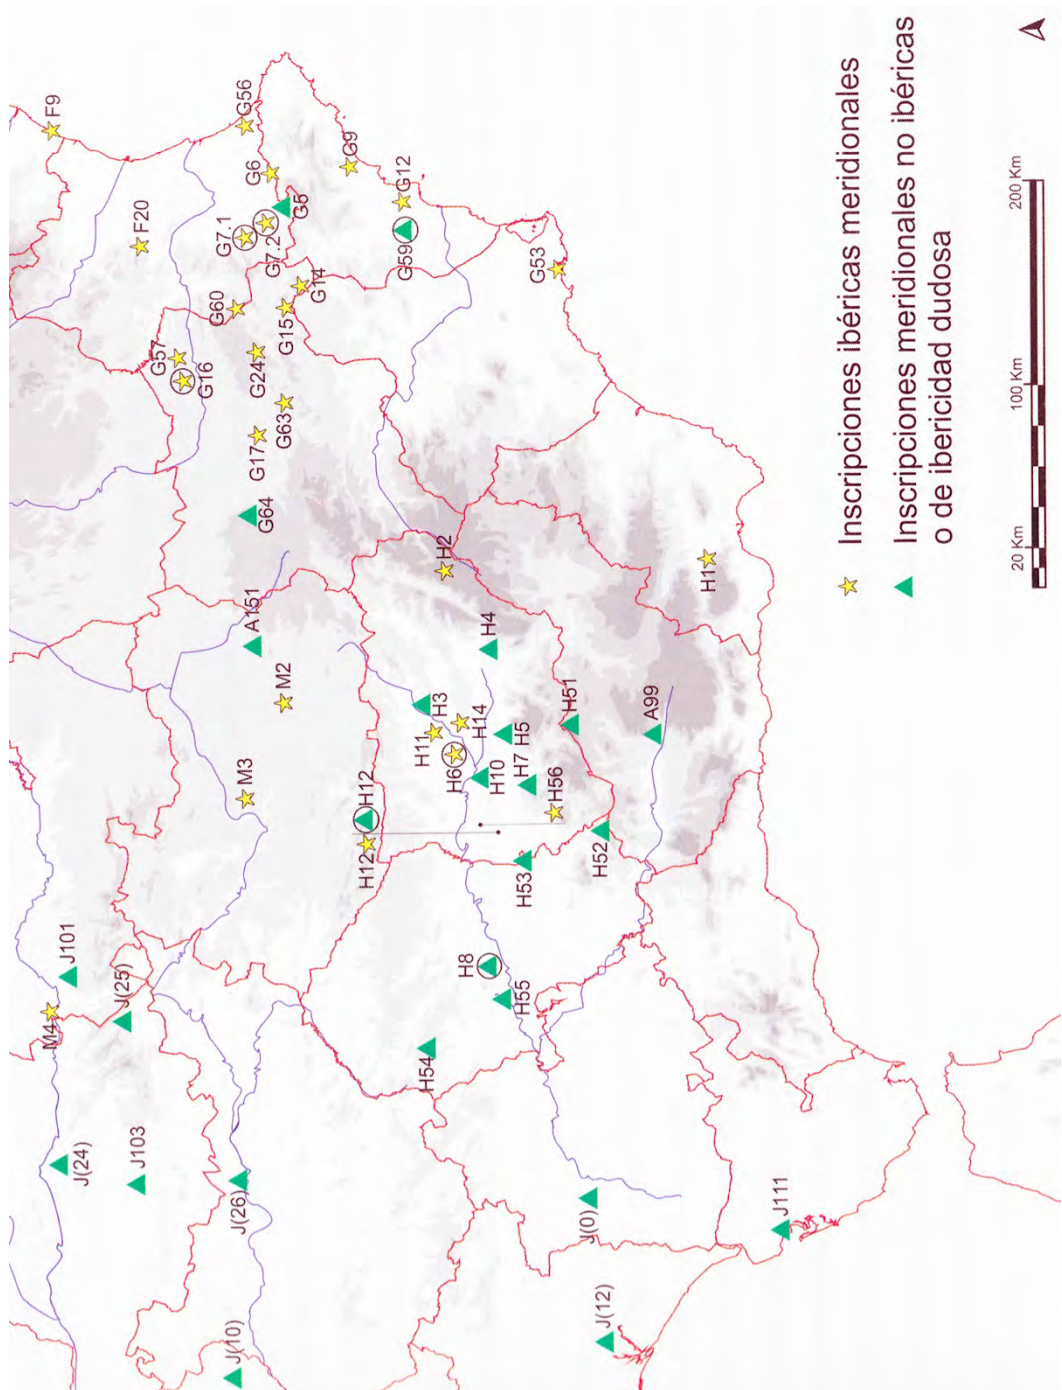 F9
G56
G6
G9
G12
F20
G7.1
G7.2
G5
G59
G53
G60
G14
G15
G57
G16
G24
G63
G17
G64
H2
H1
A151
H4
M2
H3
H11
H14
H5
H51
A99
M3
H6
H10
H7
H56
H12
H12
H53
H52
J101
M4
J(25)
H8
H55
H54
J(24)
J103
J(26)
J(0)
J111
J(10)
J(12)
Inscripciones ibéricas meridionales
Inscripciones meridionales no ibéricas
o de ibericidad dudosa
20 Km
100 Km
200 Km